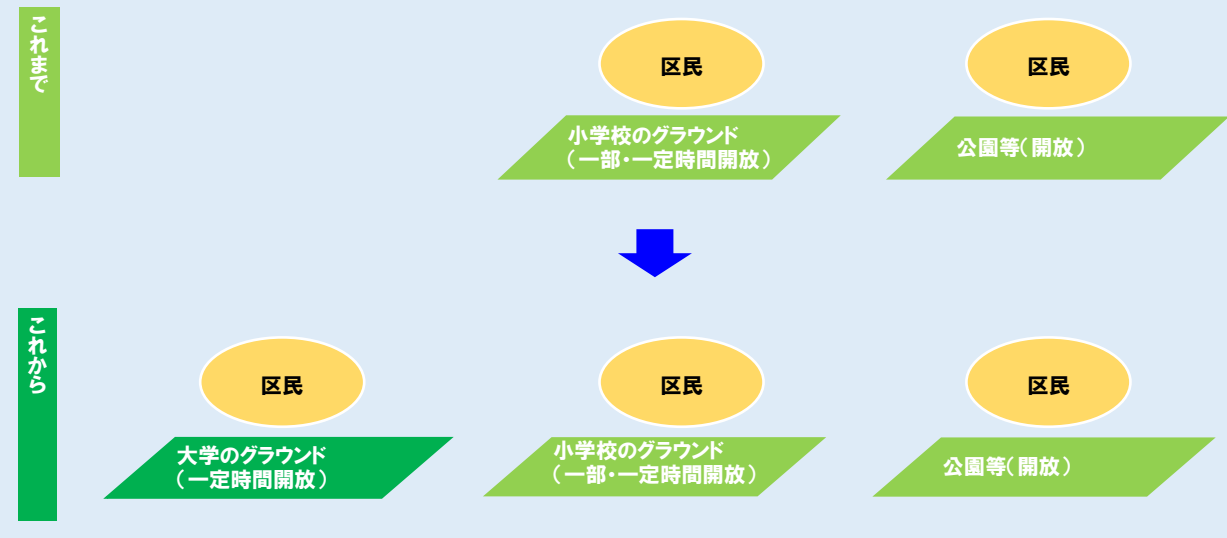 これまで
区民
区民
小学校のグラウンド
（一部・一定時間開放）
公園等（開放）
これから
区民
区民
区民
大学のグラウンド
（一定時間開放）
小学校のグラウンド
（一部・一定時間開放）
公園等（開放）